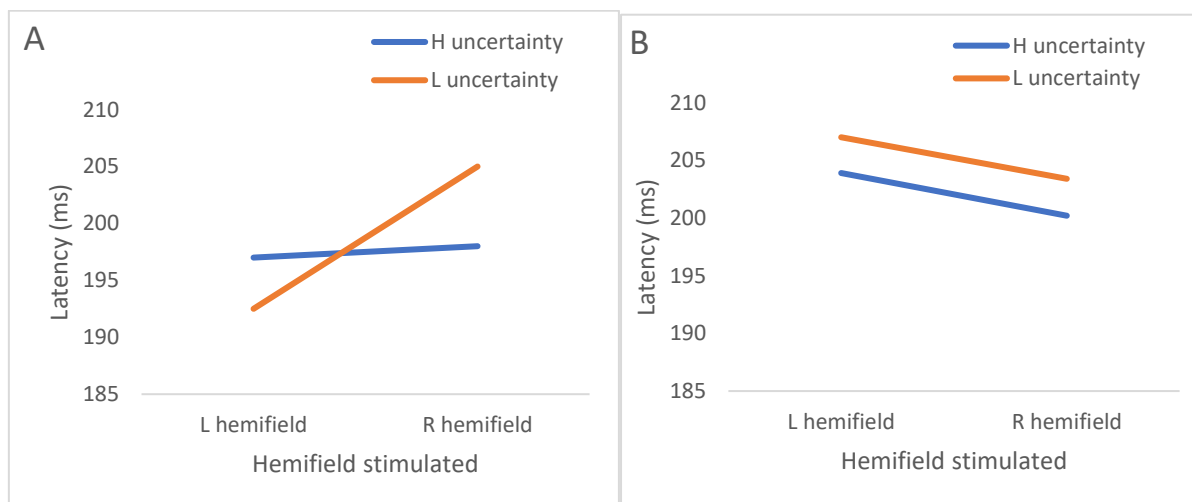 A
H uncertainty
L uncertainty
210
205
200
195
190
185
Latency (ms)
L hemifield
R hemifield
Hemifield stimulated
B
H uncertainty
L uncertainty
210
205
200
195
190
185
Latency (ms)
L hemifield
R hemifield
Hemifield stimulated